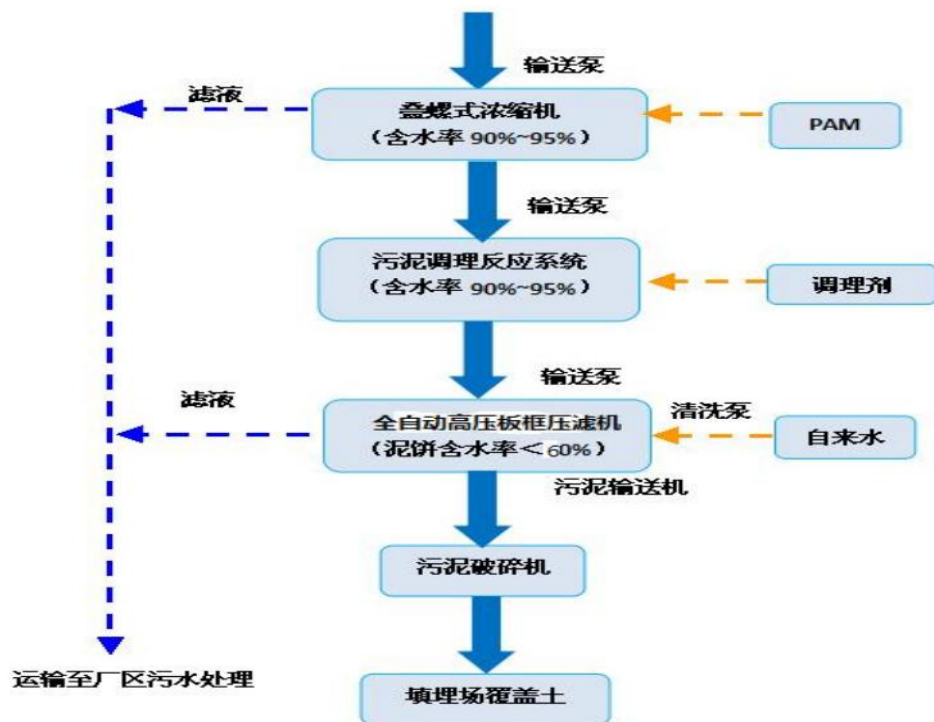 输送泵
滤液
叠螺式浓缩机
(含水率 90%~95%)
PAM
输送泵
污泥调理反应系统
(含水率 90%~95%)
调理剂
输送泵
滤液
全自动高压板框压滤机
(泥饼含水率＜60%)
清洗泵
自来水
污泥输送机
污泥破碎机
运输至厂区污水处理
填埋场覆盖土